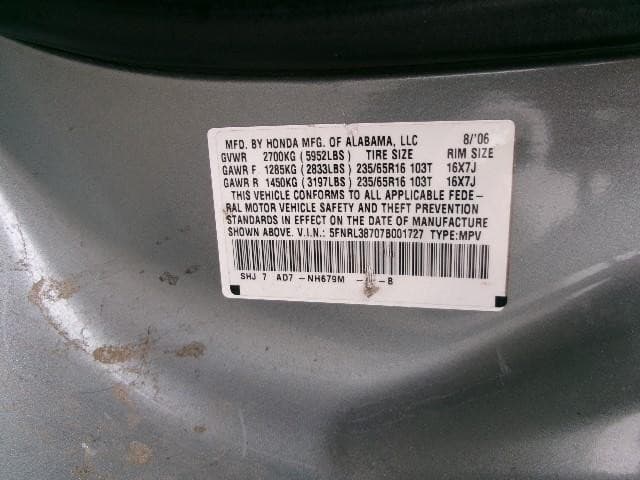 MFD. BY HONDA MFG. OF ALABAMA, LLC 8/'06
GVWR 2700KG (5952LBS) TIRE SIZE RIM SIZE
GAWR F 1285KG (2833LBS) 235/65R16 103T 16X7J
GAWR R 1450KG (3197LBS) 235/65R16 103T 16X7J
THIS VEHICLE CONFORMS TO ALL APPLICABLE FEDE-
RAL MOTOR VEHICLE SAFETY AND THEFT PREVENTION
STANDARDS IN EFFECT ON THE DATE OF MANUFACTURE
SHOWN ABOVE. V.I.N.: 5FNRL38707B001727 TYPE:MPV
SHJ 7 AD7 -NH679M - -B